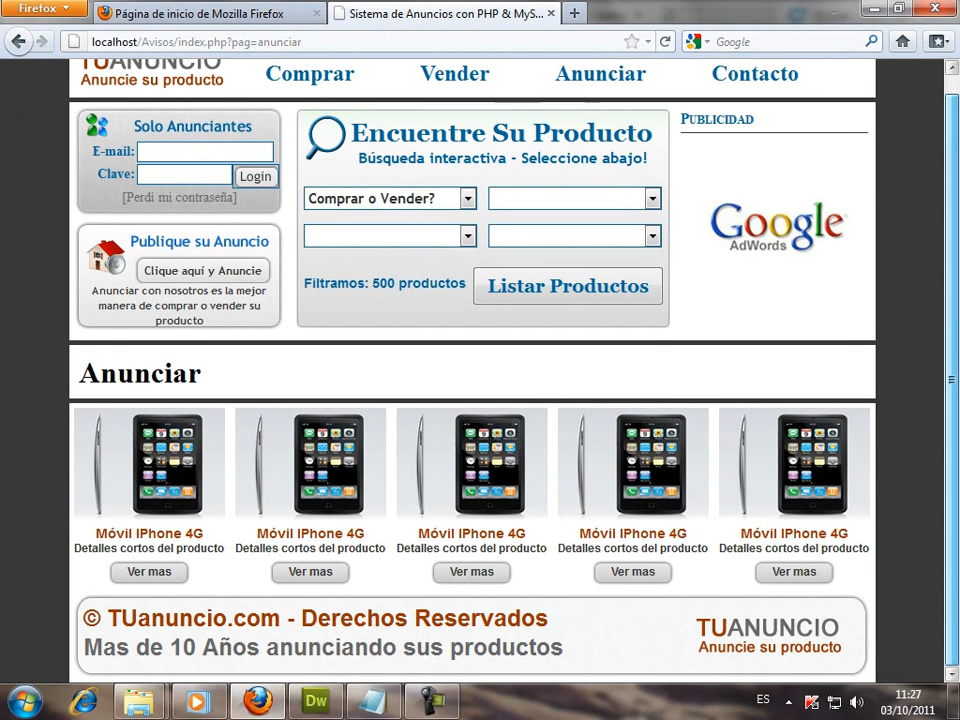 Firefox
Página de inicio de Mozilla Firefox
Sistema de Anuncios con PHP & MyS...
localhost/Avisos/index.php?pag=anunciar
Google
TUANUNCIO
Anuncie su producto
Comprar
Vender
Anunciar
Contacto
Solo Anunciantes
E-mail:
Clave:
Login
[Perdi mi contraseña]
Publique su Anuncio
Clique aquí y Anuncie
Anunciar con nosotros es la mejor
manera de comprar o vender su
producto
Encuentre Su Producto
Búsqueda interactiva - Seleccione abajo!
Comprar o Vender?
Filtramos: 500 productos
Listar Productos
Publicidad
Google
AdWords
Anunciar
Móvil IPhone 4G
Detalles cortos del producto
Ver mas
Móvil IPhone 4G
Detalles cortos del producto
Ver mas
Móvil IPhone 4G
Detalles cortos del producto
Ver mas
Móvil IPhone 4G
Detalles cortos del producto
Ver mas
Móvil IPhone 4G
Detalles cortos del producto
Ver mas
© TUanuncio.com - Derechos Reservados
Mas de 10 Años anunciando sus productos
TUANUNCIO
Anuncie su producto
Dw
ES
11:27
03/10/2011